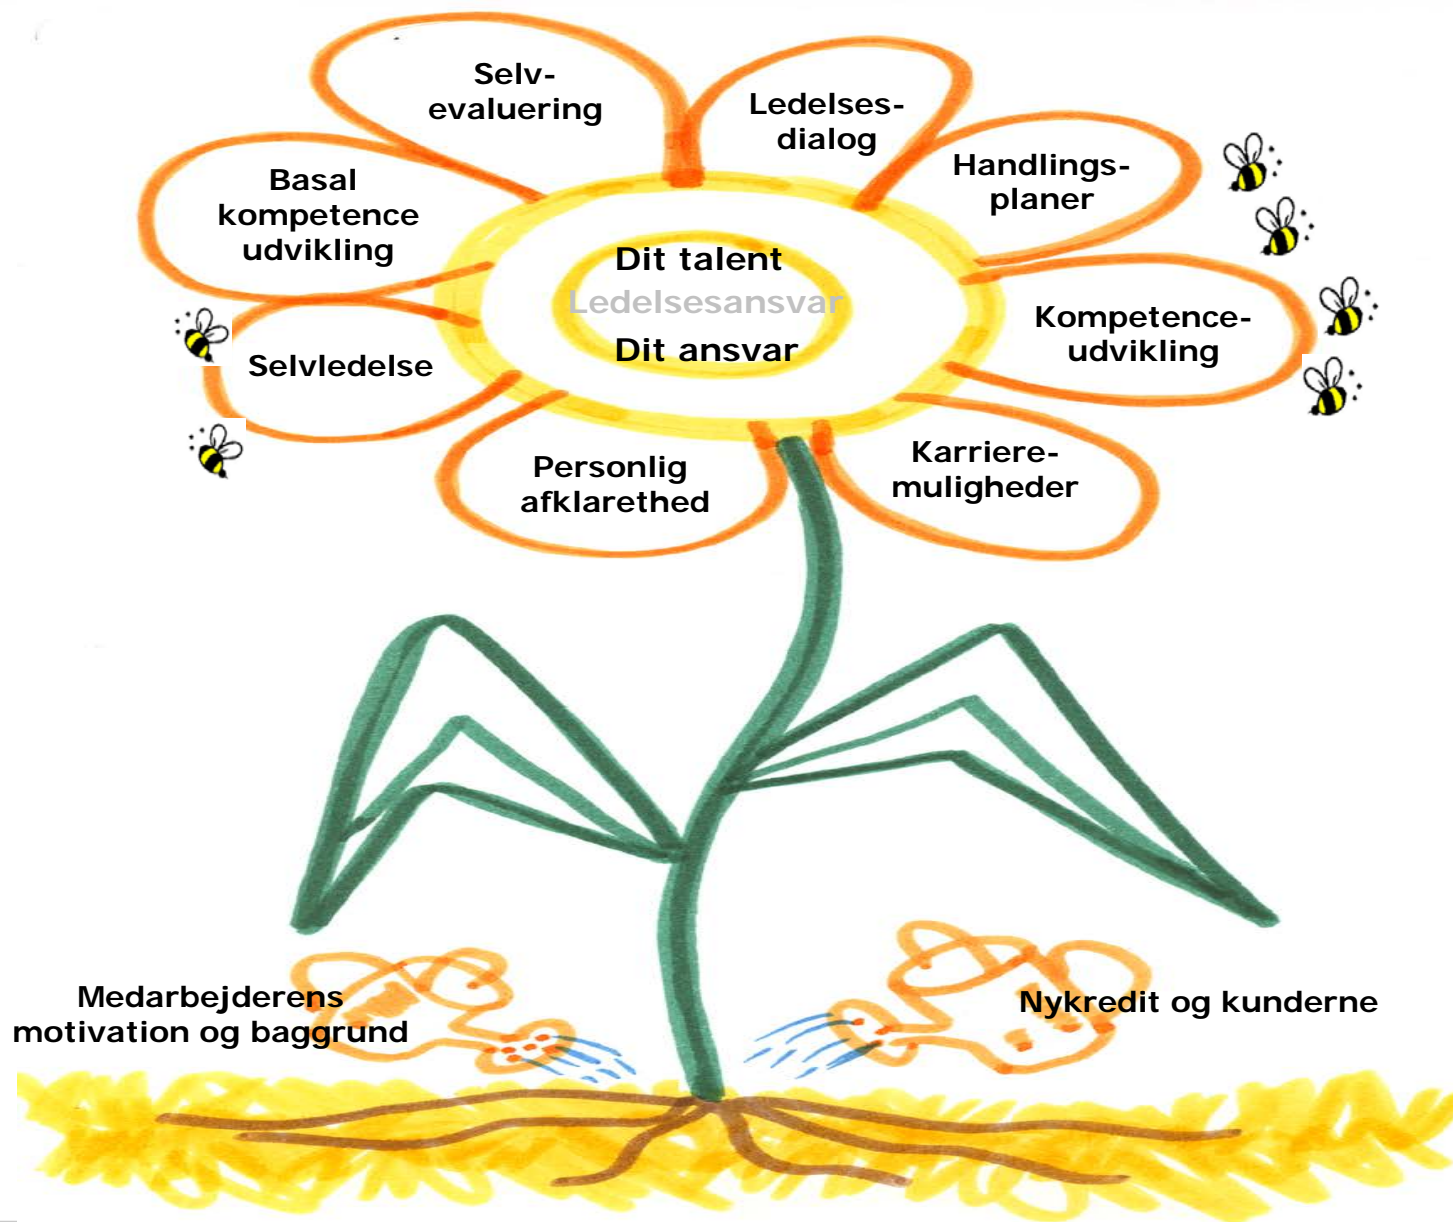 Selv-
evaluering
Ledelses-
dialog
Handlings-
planer
Basal
kompetence
udvikling
Dit talent
Ledelsesansvar
Dit ansvar
Kompetence-
udvikling
Selvledelse
Personlig
afklarethed
Karriere-
muligheder
Medarbejderens
motivation og baggrund
Nykredit og kunderne